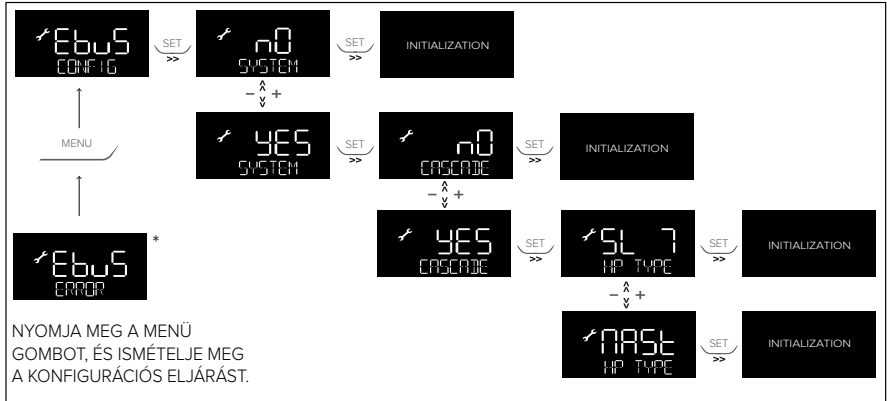 EbuS SET n0 SET INITIALIZATION
CONFIG >> SYSTEM >>
- +
MENU YES SET n0 SET INITIALIZATION
SYSTEM >> CASCADE >>
- +
YES SET SL 7 SET INITIALIZATION
CASCADE >> HP TYPE >>
EbuS *
ERROR
- +
MASt SET INITIALIZATION
HP TYPE >>
NYOMJA MEG A MENÜ
GOMBOT, ÉS ISMÉTELJE MEG
A KONFIGURÁCIÓS ELJÁRÁST.